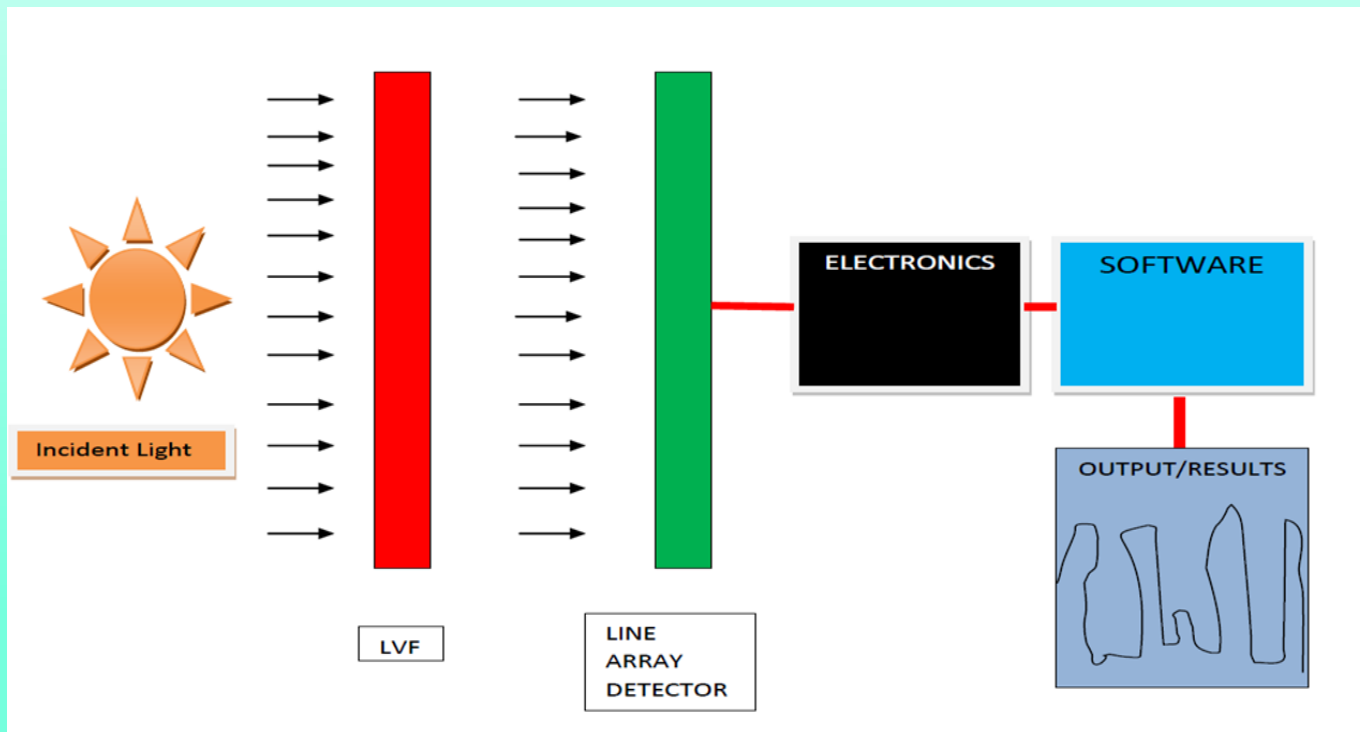 Incident Light
LVF
LINE
ARRAY
DETECTOR
ELECTRONICS
SOFTWARE
OUTPUT/RESULTS